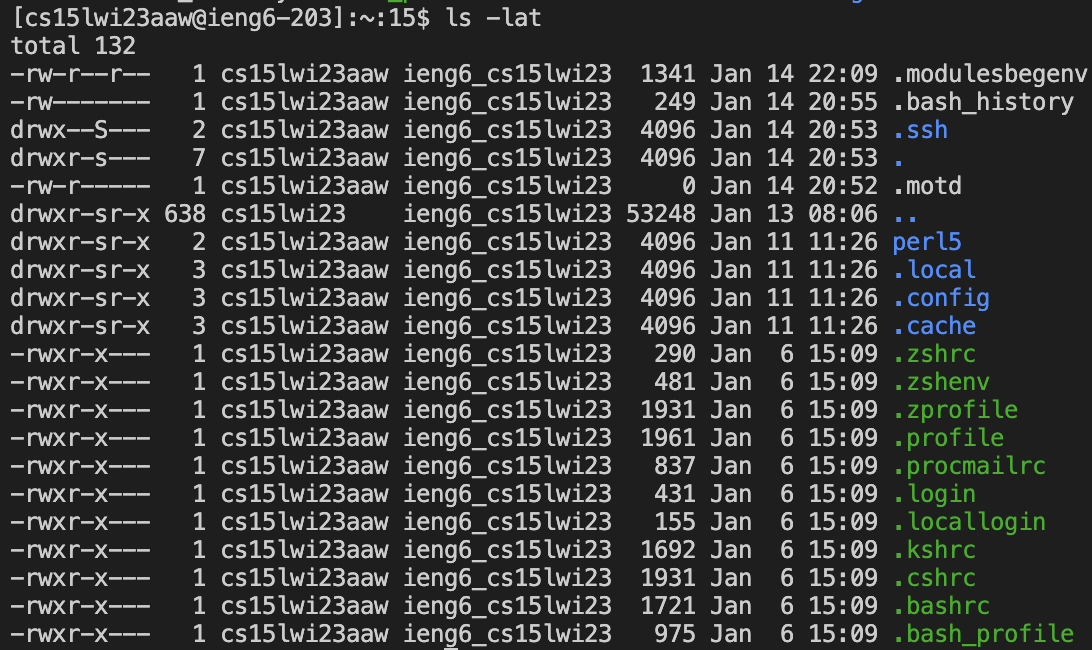 [cs15lwi23aaw@ieng6-203]:~:15$ ls -lat
total 132
-rw-r--r--   1 cs15lwi23aaw ieng6_cs15lwi23  1341 Jan 14 22:09 .modulesbegenv
-rw-------   1 cs15lwi23aaw ieng6_cs15lwi23   249 Jan 14 20:55 .bash_history
drwx--S---   2 cs15lwi23aaw ieng6_cs15lwi23  4096 Jan 14 20:53 .ssh
drwxr-s---   7 cs15lwi23aaw ieng6_cs15lwi23  4096 Jan 14 20:53 .
-rw-r-----   1 cs15lwi23aaw ieng6_cs15lwi23     0 Jan 14 20:52 .motd
drwxr-sr-x 638 cs15lwi23    ieng6_cs15lwi23 53248 Jan 13 08:06 ..
drwxr-sr-x   2 cs15lwi23aaw ieng6_cs15lwi23  4096 Jan 11 11:26 perl5
drwxr-sr-x   3 cs15lwi23aaw ieng6_cs15lwi23  4096 Jan 11 11:26 .local
drwxr-sr-x   3 cs15lwi23aaw ieng6_cs15lwi23  4096 Jan 11 11:26 .config
drwxr-sr-x   3 cs15lwi23aaw ieng6_cs15lwi23  4096 Jan 11 11:26 .cache
-rwxr-x---   1 cs15lwi23aaw ieng6_cs15lwi23   290 Jan  6 15:09 .zshrc
-rwxr-x---   1 cs15lwi23aaw ieng6_cs15lwi23   481 Jan  6 15:09 .zshenv
-rwxr-x---   1 cs15lwi23aaw ieng6_cs15lwi23  1931 Jan  6 15:09 .zprofile
-rwxr-x---   1 cs15lwi23aaw ieng6_cs15lwi23  1961 Jan  6 15:09 .profile
-rwxr-x---   1 cs15lwi23aaw ieng6_cs15lwi23   837 Jan  6 15:09 .procmailrc
-rwxr-x---   1 cs15lwi23aaw ieng6_cs15lwi23   431 Jan  6 15:09 .login
-rwxr-x---   1 cs15lwi23aaw ieng6_cs15lwi23   155 Jan  6 15:09 .locallogin
-rwxr-x---   1 cs15lwi23aaw ieng6_cs15lwi23  1692 Jan  6 15:09 .kshrc
-rwxr-x---   1 cs15lwi23aaw ieng6_cs15lwi23  1931 Jan  6 15:09 .cshrc
-rwxr-x---   1 cs15lwi23aaw ieng6_cs15lwi23  1721 Jan  6 15:09 .bashrc
-rwxr-x---   1 cs15lwi23aaw ieng6_cs15lwi23   975 Jan  6 15:09 .bash_profile